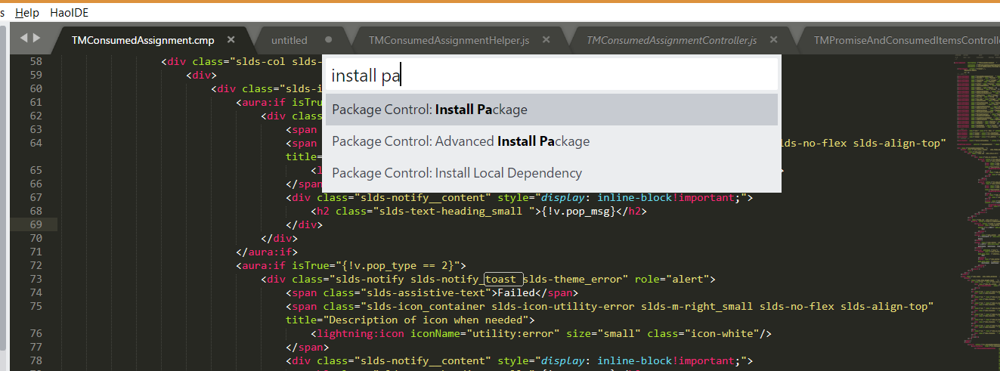 s Help HaoIDE
TMConsumedAssignment.cmp × untitled TMConsumedAssignmentHelper.js × TMConsumedAssignmentController.js × TMPromiseAndConsumedItemsControll
install pa
Package Control: Install Package
Package Control: Advanced Install Package
Package Control: Install Local Dependency
58 <div class="slds-col slds-
59 <div>
60 <div class="slds-
61 <aura:if isTru
62 <div clas
63 <span
64 <span lds-no-flex slds-align-top"
title=
65 <l >
66 </span
67 <div class="slds-notify__content" style="display: inline-block!important;">
68 <h2 class="slds-text-heading_small ">{!v.pop_msg}</h2>
69 </div>
70 </div>
71 </aura:if>
72 <aura:if isTrue="{!v.pop_type == 2}">
73 <div class="slds-notify slds-notify_toast slds-theme_error" role="alert">
74 <span class="slds-assistive-text">Failed</span>
75 <span class="slds-icon_container slds-icon-utility-error slds-m-right_small slds-no-flex slds-align-top"
title="Description of icon when needed">
76 <lightning:icon iconName="utility:error" size="small" class="icon-white"/>
77 </span>
78 <div class="slds-notify__content" style="display: inline-block!important;">